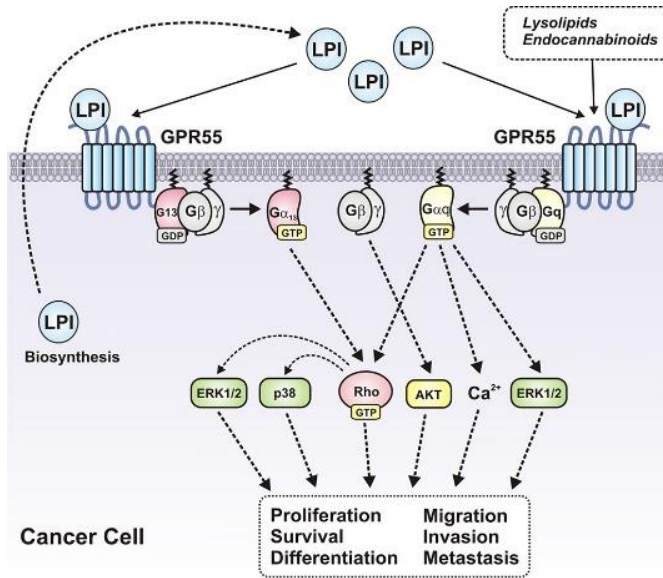 Lysolipids
Endocannabinoids
LPI
LPI
LPI
LPI
LPI
GPR55
GPR55
G13
Gβ
γ
GDP
Gα13
GTP
Gβ
γ
Gαq
GTP
γ
Gβ
Gq
GDP
LPI
Biosynthesis
ERK1/2
p38
Rho
GTP
AKT
Ca²⁺
ERK1/2
Proliferation Migration
Survival Invasion
Differentiation Metastasis
Cancer Cell